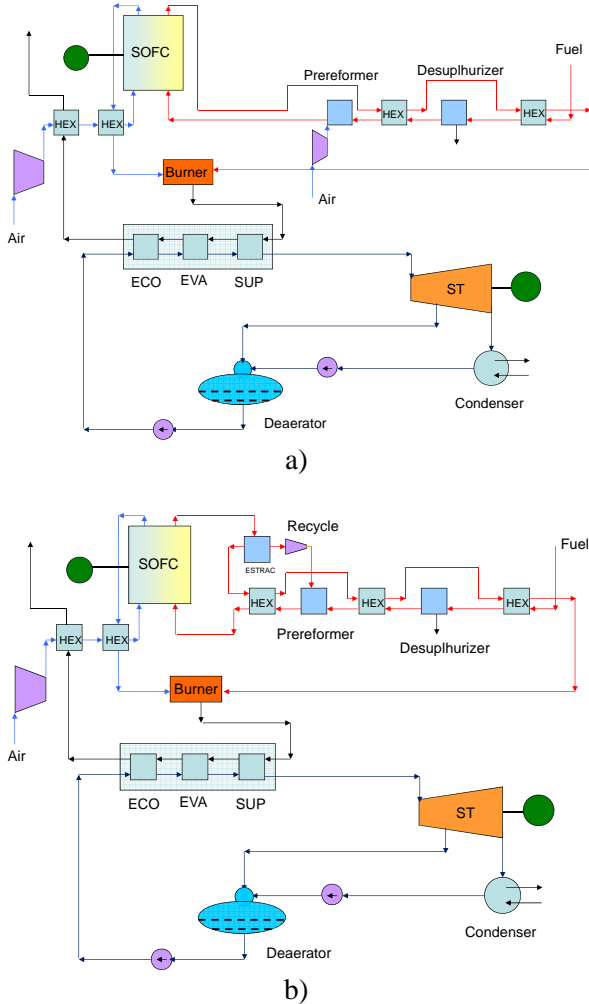 SOFC
Fuel
Prereformer
Desuplhurizer
HEX
HEX
HEX
HEX
Burner
Air
Air
ECO
EVA
SUP
ST
Condenser
Deaerator
a)
Recycle
Fuel
SOFC
ESTRAC
HEX
HEX
HEX
Prereformer
Desuplhurizer
HEX
HEX
Burner
Air
ECO
EVA
SUP
ST
Condenser
Deaerator
b)